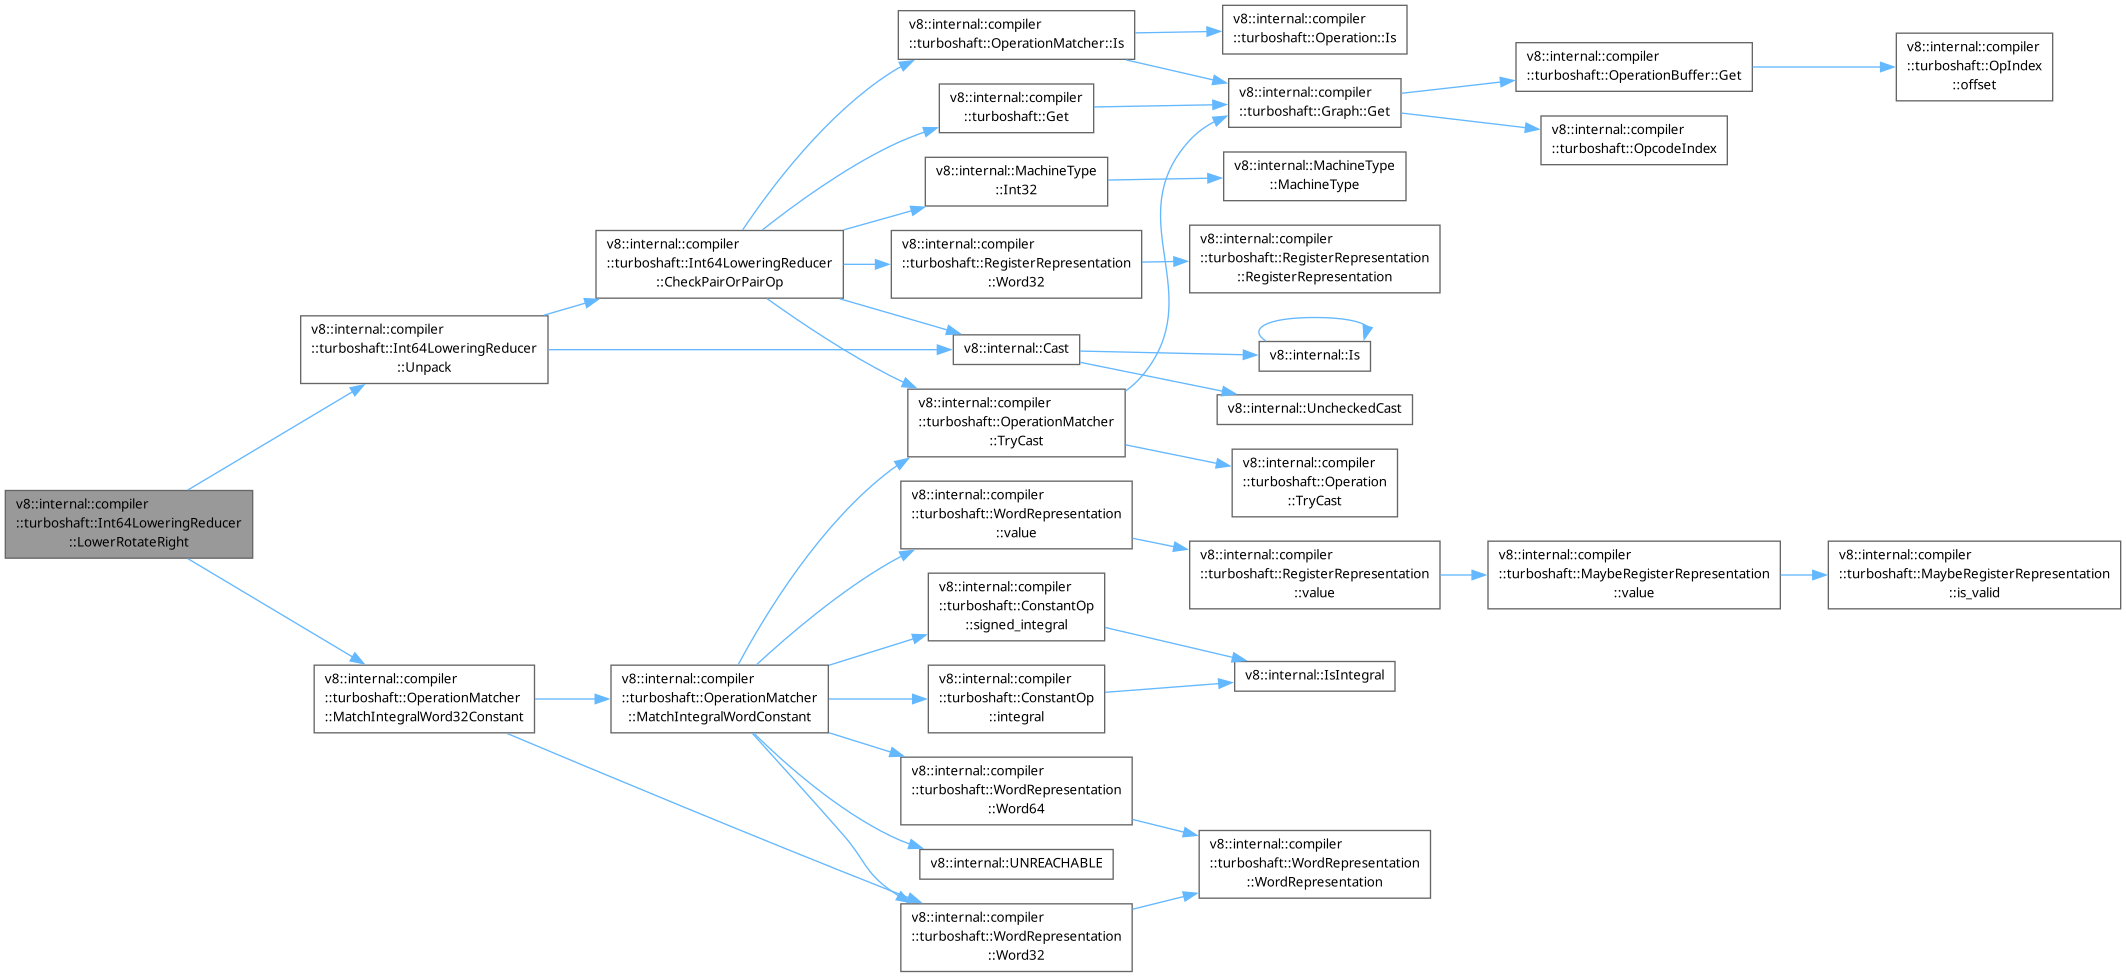 v8::internal::compiler
::turboshaft::Int64LoweringReducer
::LowerRotateRight
v8::internal::compiler
::turboshaft::Int64LoweringReducer
::Unpack
v8::internal::compiler
::turboshaft::OperationMatcher
::MatchIntegralWord32Constant
v8::internal::compiler
::turboshaft::Int64LoweringReducer
::CheckPairOrPairOp
v8::internal::compiler
::turboshaft::OperationMatcher
::MatchIntegralWordConstant
v8::internal::compiler
::turboshaft::OperationMatcher::Is
v8::internal::compiler
::turboshaft::Get
v8::internal::MachineType
::Int32
v8::internal::compiler
::turboshaft::RegisterRepresentation
::Word32
v8::internal::Cast
v8::internal::compiler
::turboshaft::OperationMatcher
::TryCast
v8::internal::compiler
::turboshaft::WordRepresentation
::value
v8::internal::compiler
::turboshaft::ConstantOp
::signed_integral
v8::internal::compiler
::turboshaft::ConstantOp
::integral
v8::internal::compiler
::turboshaft::WordRepresentation
::Word64
v8::internal::UNREACHABLE
v8::internal::compiler
::turboshaft::WordRepresentation
::Word32
v8::internal::compiler
::turboshaft::Operation::Is
v8::internal::compiler
::turboshaft::Graph::Get
v8::internal::MachineType
::MachineType
v8::internal::compiler
::turboshaft::RegisterRepresentation
::RegisterRepresentation
v8::internal::Is
v8::internal::UncheckedCast
v8::internal::compiler
::turboshaft::Operation
::TryCast
v8::internal::compiler
::turboshaft::RegisterRepresentation
::value
v8::internal::IsIntegral
v8::internal::compiler
::turboshaft::WordRepresentation
::WordRepresentation
v8::internal::compiler
::turboshaft::OperationBuffer::Get
v8::internal::compiler
::turboshaft::OpcodeIndex
v8::internal::compiler
::turboshaft::MaybeRegisterRepresentation
::value
v8::internal::compiler
::turboshaft::OpIndex
::offset
v8::internal::compiler
::turboshaft::MaybeRegisterRepresentation
::is_valid